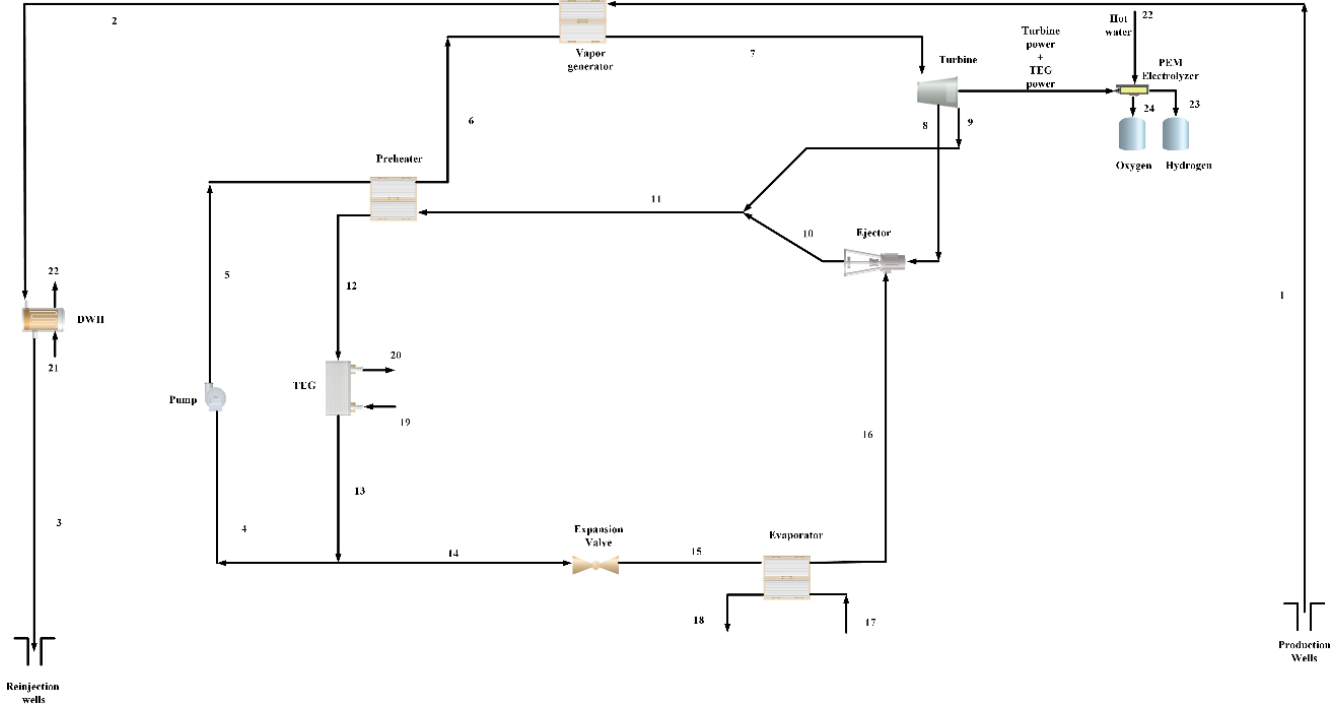 2
22
Hot
water
Vapor
generator
7
Turbine
power
+
TEG
power
Turbine
PEM
Electrolyzer
6
8
9
24
23
Preheater
Oxygen
Hydrogen
11
10
Ejector
5
22
12
1
DWH
21
TEG
20
19
Pump
16
3
13
4
14
Expansion
Valve
15
Evaporator
18
17
Production
Wells
Reinjection
wells